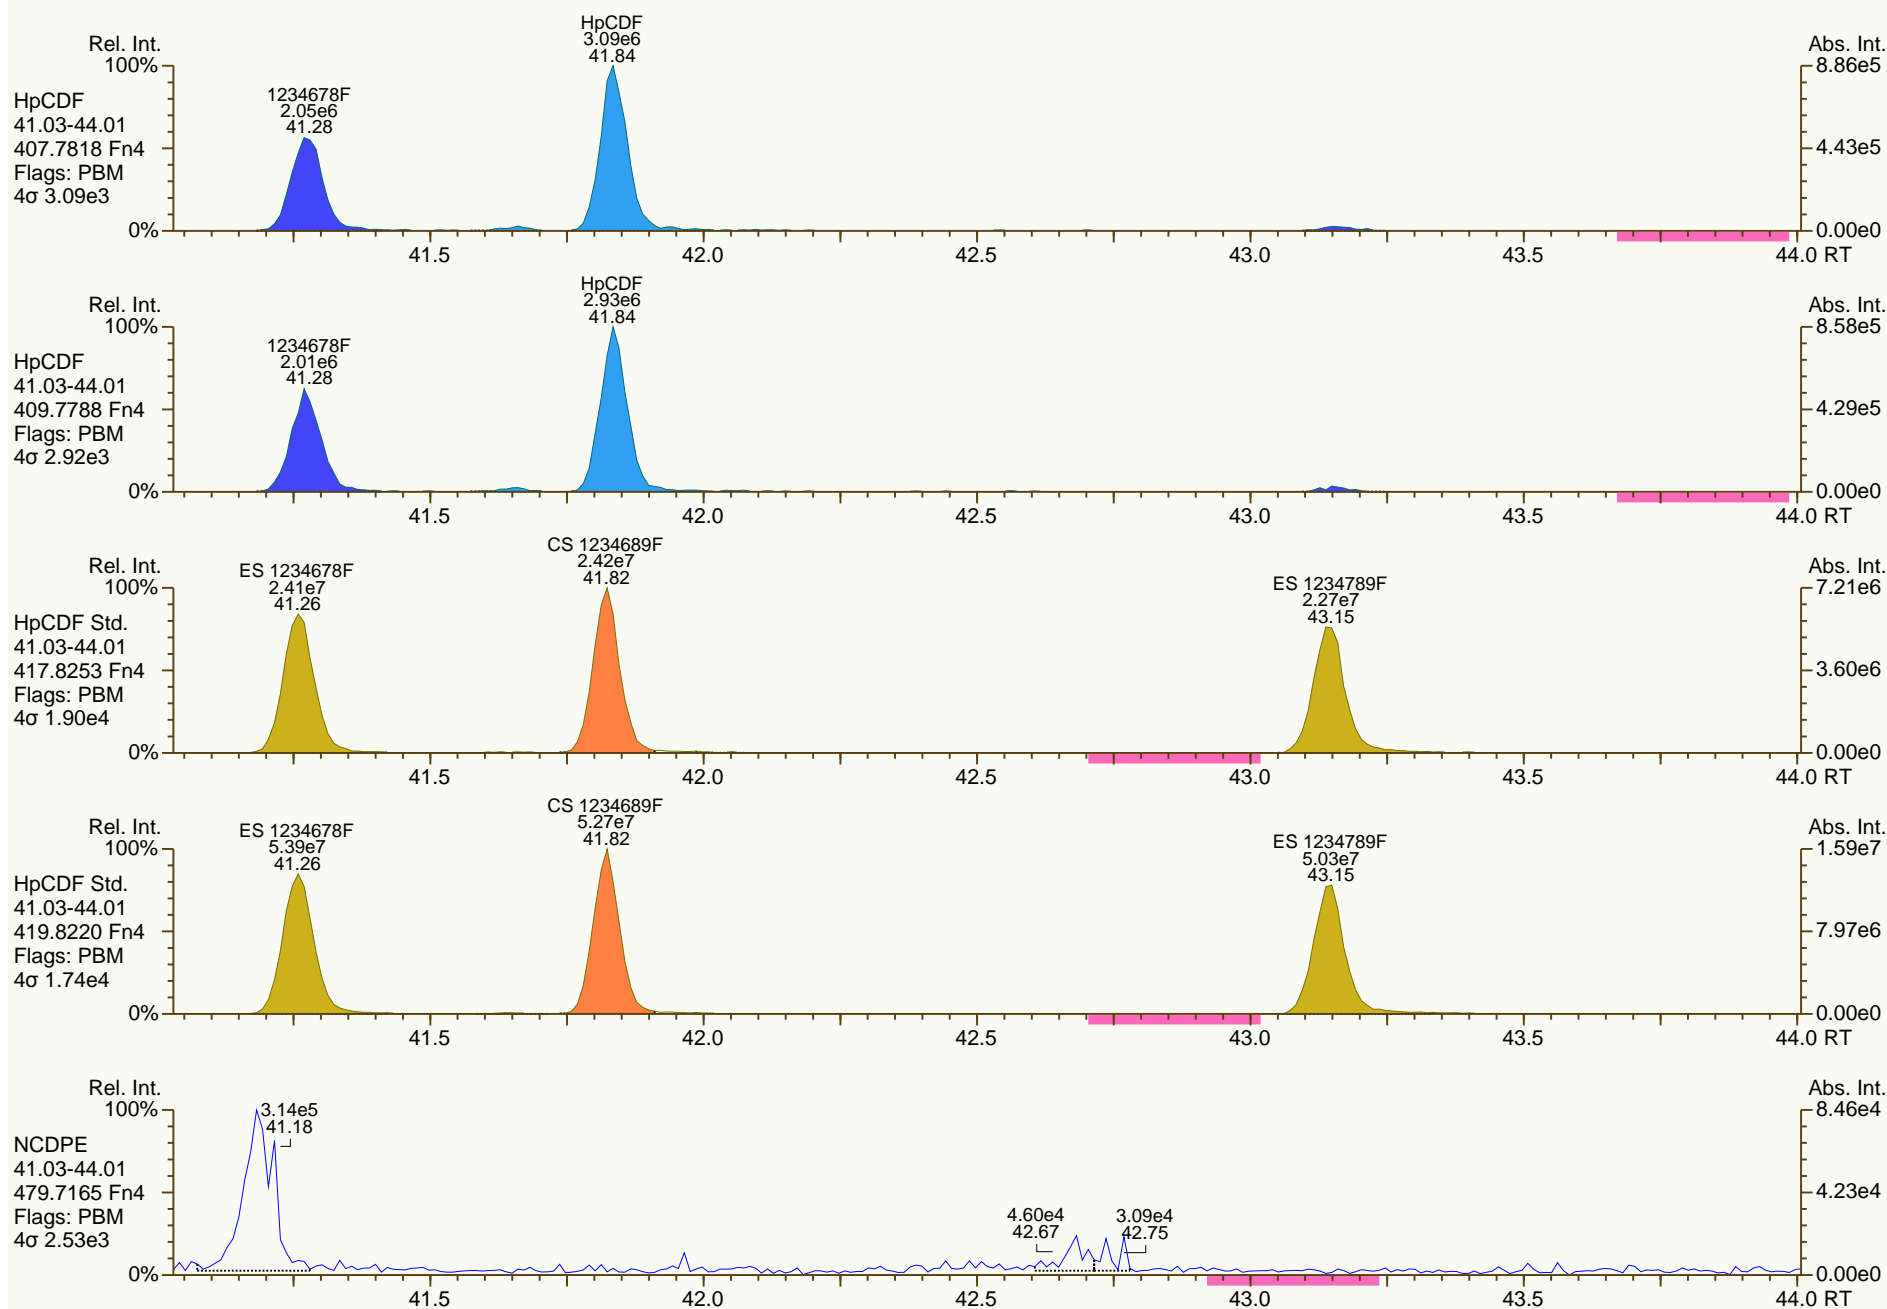 HpCDF
3.09e6
41.84
Rel. Int.
Abs. Int.
100%
8.86e5
1234678F
2.05e6
41.28
HpCDF
41.03-44.01
407.7818 Fn4
Flags: PBM
4σ 3.09e3
4.43e5
0%
0.00e0
41.5 42.0 42.5 43.0 43.5 44.0 RT
HpCDF
2.93e6
41.84
Rel. Int.
Abs. Int.
100%
8.58e5
1234678F
2.01e6
41.28
HpCDF
41.03-44.01
409.7788 Fn4
Flags: PBM
4σ 2.92e3
4.29e5
0%
0.00e0
41.5 42.0 42.5 43.0 43.5 44.0 RT
CS 1234689F
2.42e7
41.82
Rel. Int.
Abs. Int.
100%
7.21e6
ES 1234678F
2.41e7
41.26
ES 1234789F
2.27e7
43.15
HpCDF Std.
41.03-44.01
417.8253 Fn4
Flags: PBM
4σ 1.90e4
3.60e6
0%
0.00e0
41.5 42.0 42.5 43.0 43.5 44.0 RT
CS 1234689F
5.27e7
41.82
Rel. Int.
Abs. Int.
100%
1.59e7
ES 1234678F
5.39e7
41.26
ES 1234789F
5.03e7
43.15
HpCDF Std.
41.03-44.01
419.8220 Fn4
Flags: PBM
4σ 1.74e4
7.97e6
0%
0.00e0
41.5 42.0 42.5 43.0 43.5 44.0 RT
Rel. Int.
Abs. Int.
100%
8.46e4
3.14e5
41.18
NCDPE
41.03-44.01
479.7165 Fn4
Flags: PBM
4σ 2.53e3
4.23e4
4.60e4
42.67
3.09e4
42.75
0%
0.00e0
41.5 42.0 42.5 43.0 43.5 44.0 RT